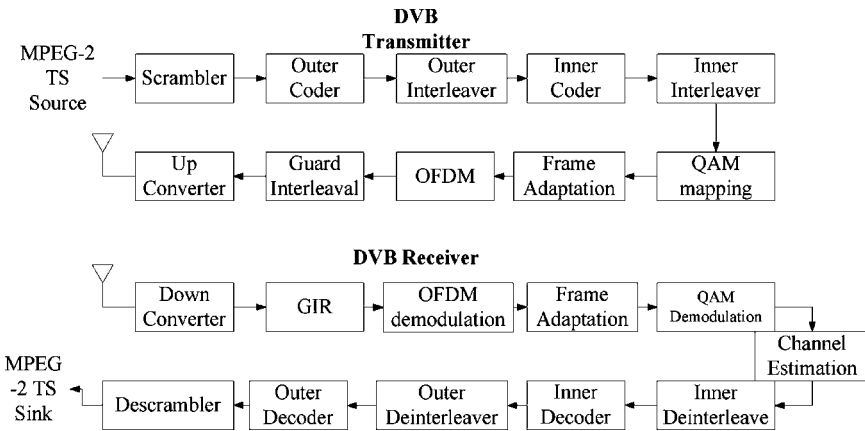 DVB
Transmitter
MPEG-2
TS
Source
Scrambler
Outer
Coder
Outer
Interleaver
Inner
Coder
Inner
Interleaver
Up
Converter
Guard
Interleaval
OFDM
Frame
Adaptation
QAM
mapping
DVB Receiver
Down
Converter
GIR
OFDM
demodulation
Frame
Adaptation
QAM
Demodulation
Channel
Estimation
MPEG
-2 TS
Sink
Descrambler
Outer
Decoder
Outer
Deinterleaver
Inner
Decoder
Inner
Deinterleave